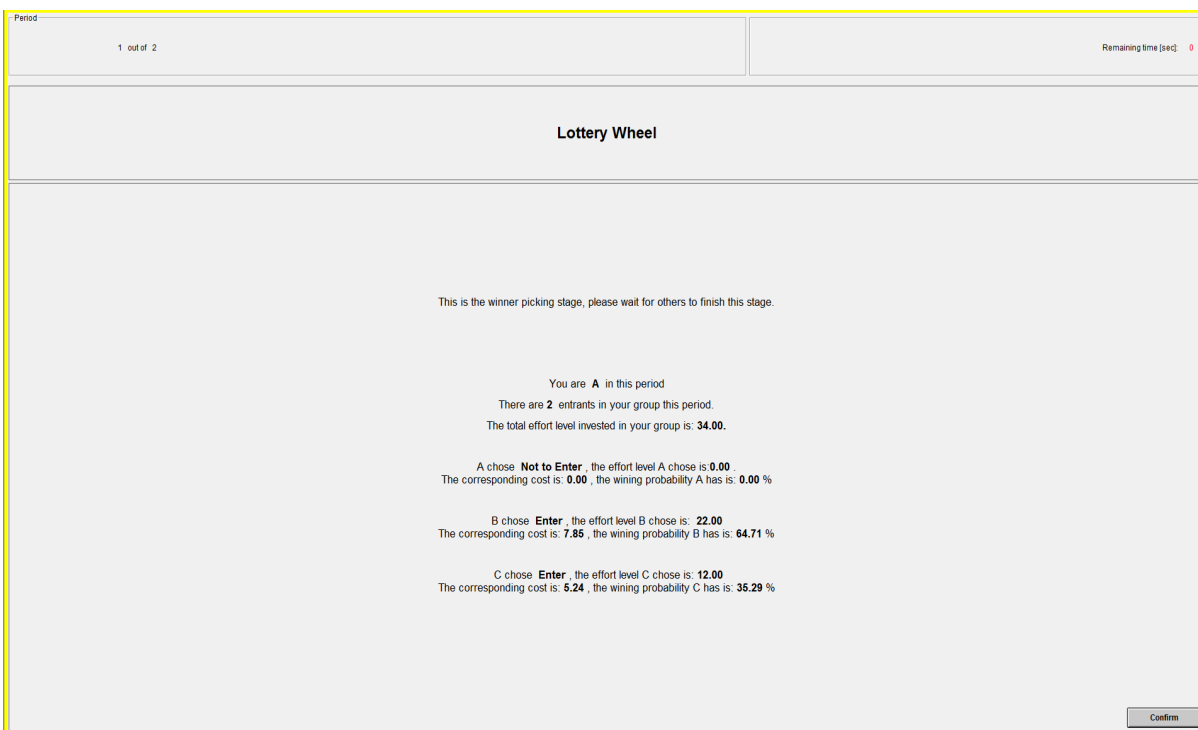 Period
1 out of 2
Remaining time [sec]: 0
Lottery Wheel
This is the winner picking stage, please wait for others to finish this stage.
You are A in this period
There are 2 entrants in your group this period.
The total effort level invested in your group is: 34.00.
A chose Not to Enter , the effort level A chose is:0.00 .
The corresponding cost is: 0.00 , the wining probability A has is: 0.00 %
B chose Enter , the effort level B chose is: 22.00
The corresponding cost is: 7.85 , the wining probability B has is: 64.71 %
C chose Enter , the effort level C chose is: 12.00
The corresponding cost is: 5.24 , the wining probability C has is: 35.29 %
Confirm